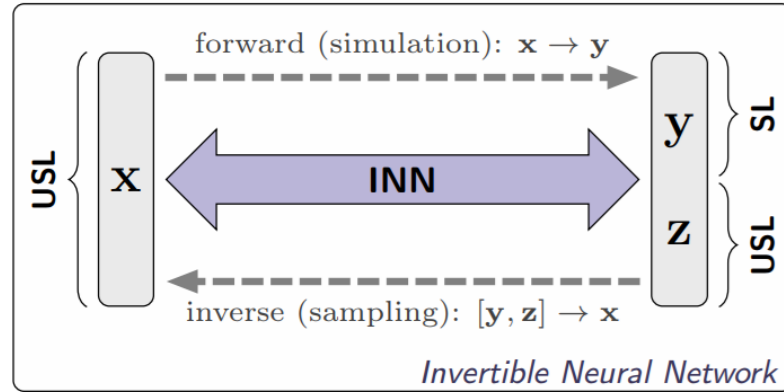 forward (simulation): x → y
USL
x
INN
y
z
SL
USL
inverse (sampling): [y, z] → x
Invertible Neural Network